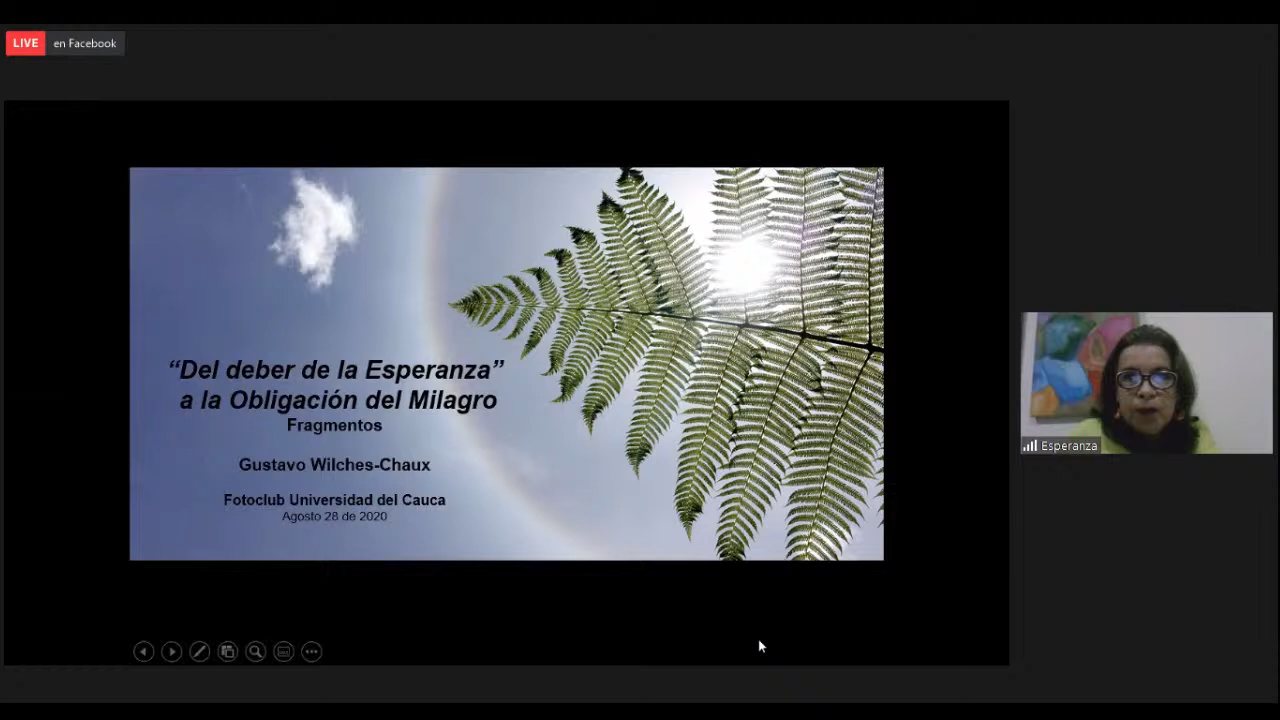 LIVE en Facebook
“Del deber de la Esperanza”
a la Obligación del Milagro
Fragmentos
Gustavo Wilches-Chaux
Fotoclub Universidad del Cauca
Agosto 28 de 2020
Esperanza